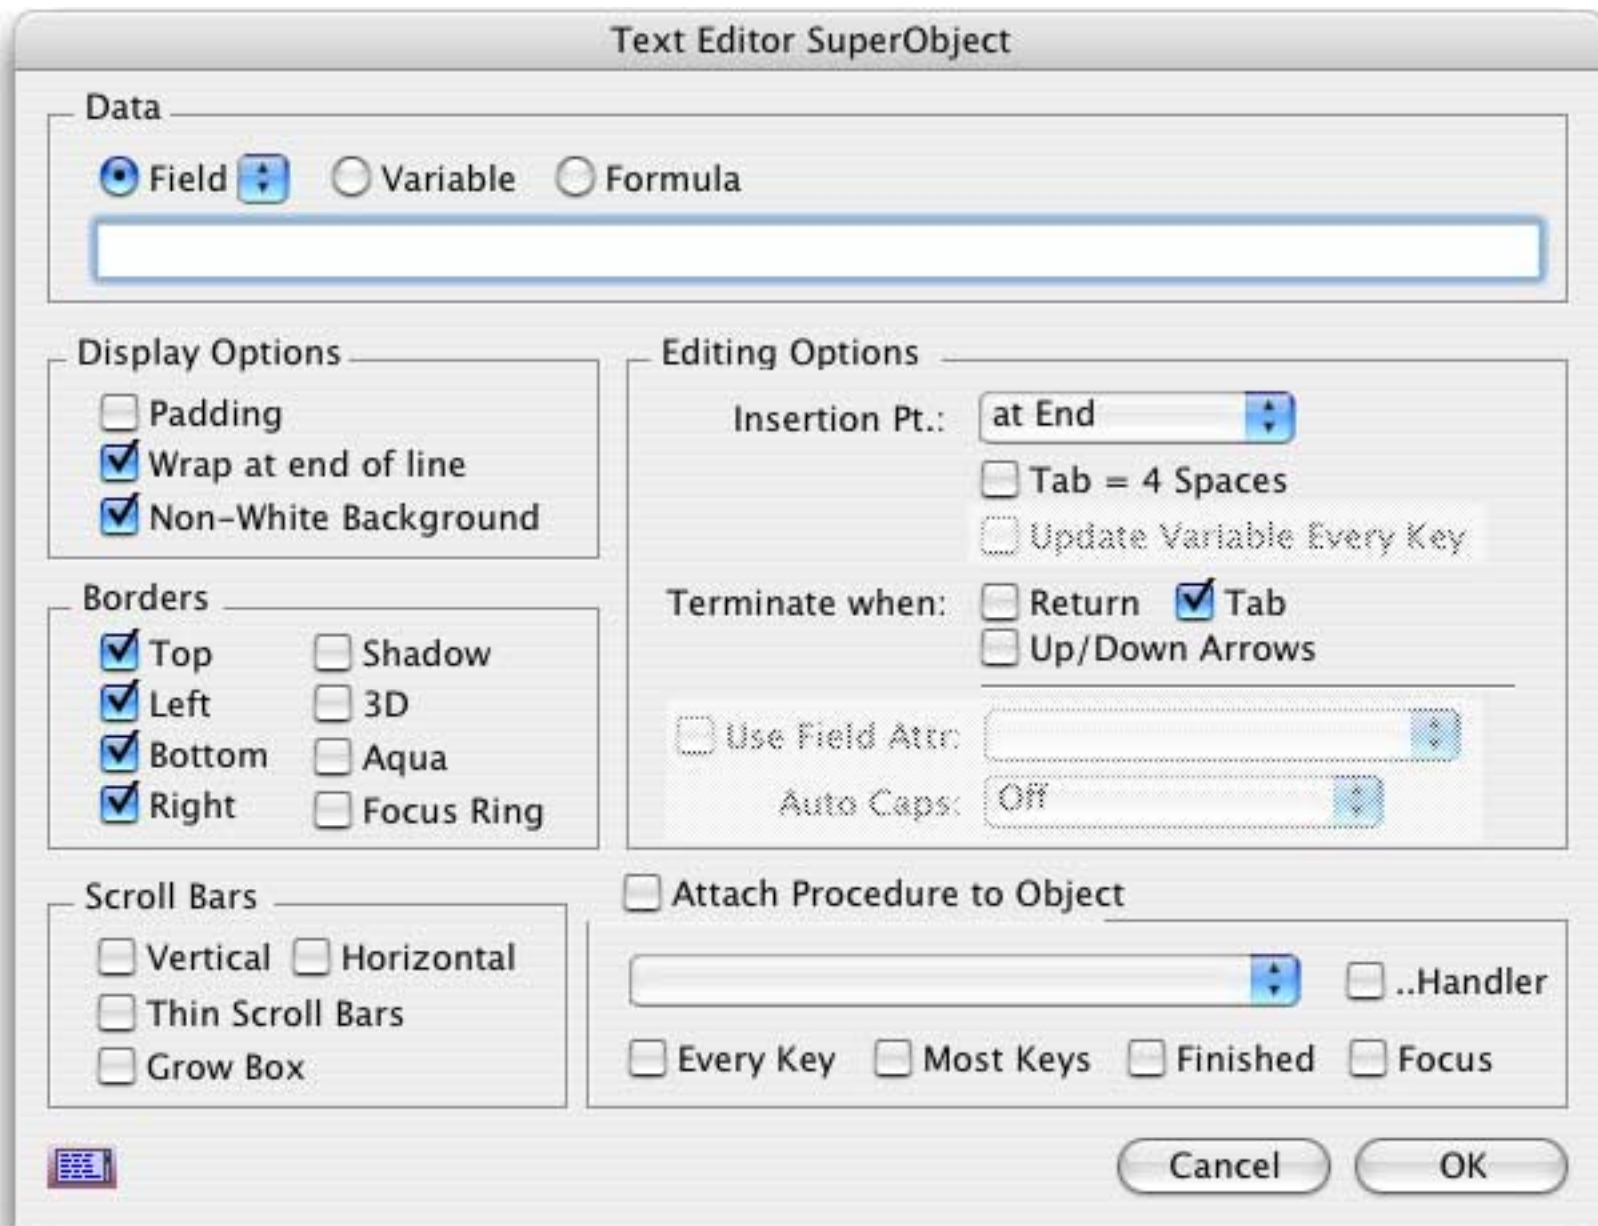 Text Editor SuperObject
Data
Field Variable Formula
Display Options
Padding
Wrap at end of line
Non-White Background
Editing Options
Insertion Pt.: at End
Tab = 4 Spaces
Update Variable Every Key
Terminate when: Return Tab
Up/Down Arrows
Use Field Attr:
Auto Caps: Off
Borders
Top Shadow
Left 3D
Bottom Aqua
Right Focus Ring
Scroll Bars
Vertical Horizontal
Thin Scroll Bars
Grow Box
Attach Procedure to Object
..Handler
Every Key Most Keys Finished Focus
Cancel OK